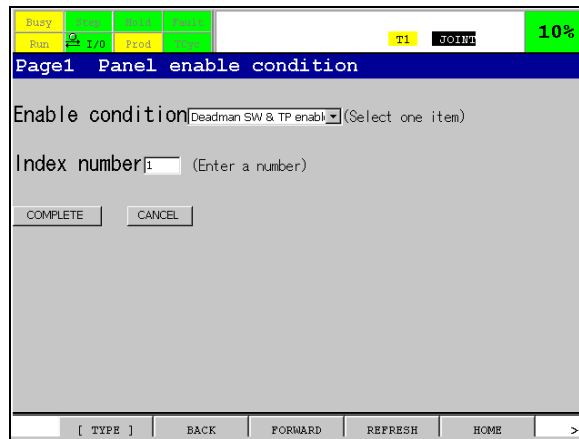 Busy Step Hold Fault
Run I/O Prod TCyc
T1 JOINT
10%
Page1 Panel enable condition
Enable condition Deadman SW & TP enabl (Select one item)
Index number 1 (Enter a number)
COMPLETE CANCEL
[ TYPE ] BACK FORWARD REFRESH HOME >